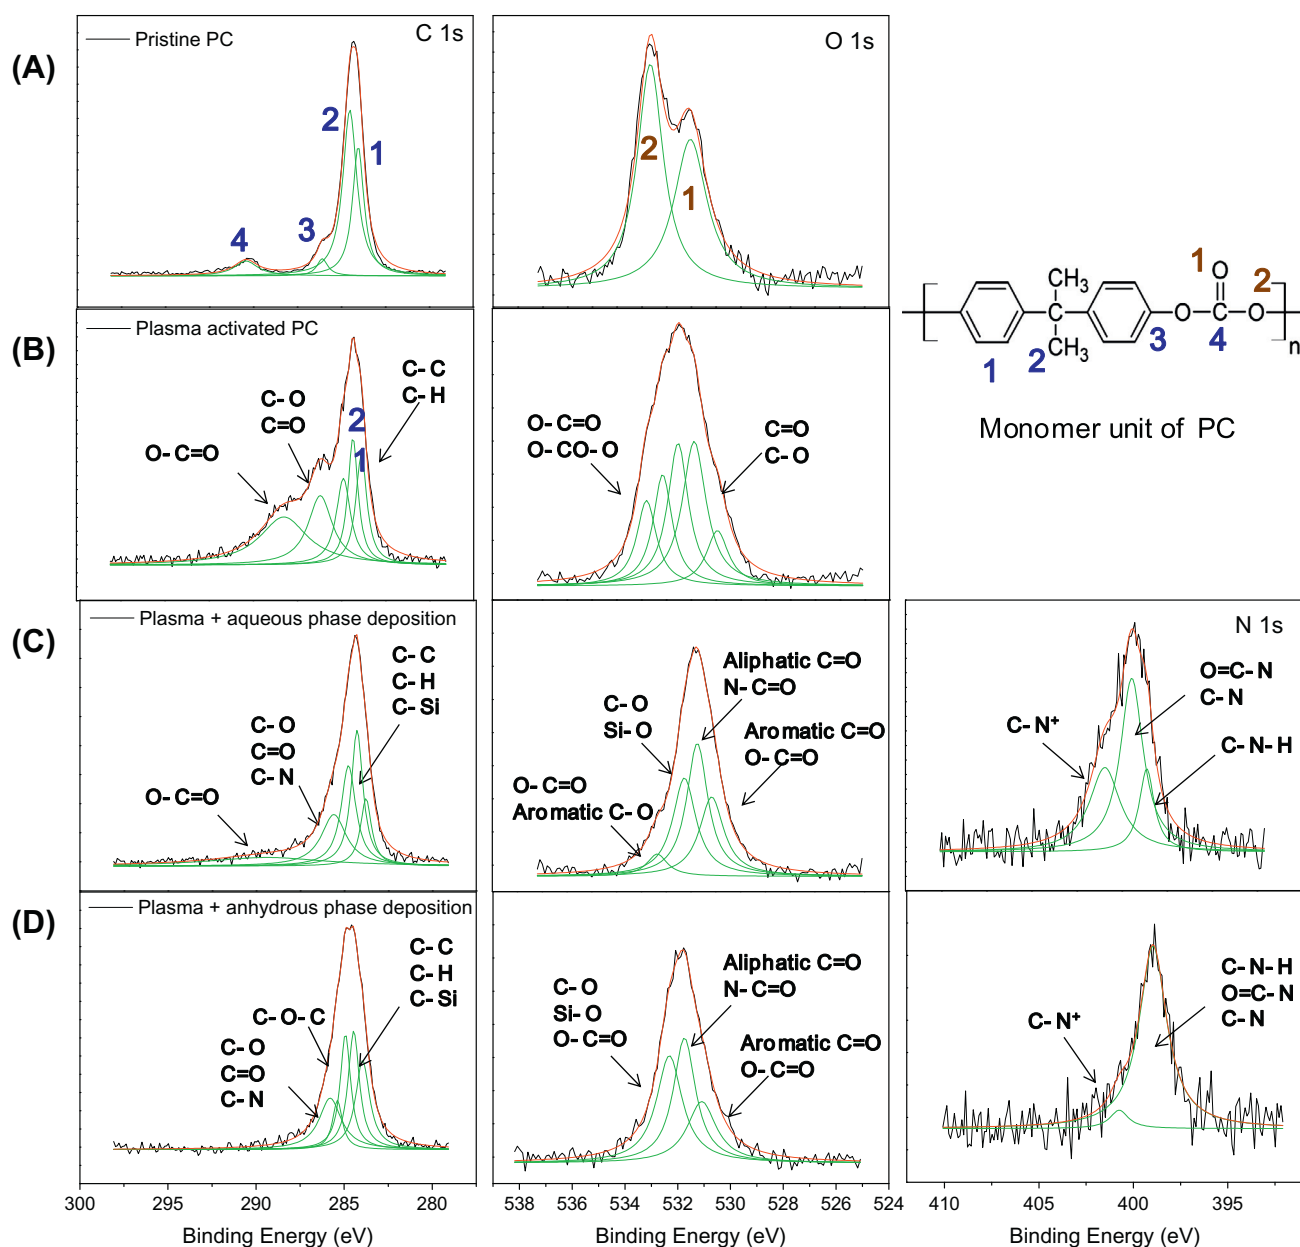 (A)
Pristine PC
C 1s
2
1
3
4
O 1s
2
1
1
O
CH3
2
O
C
O
n
3
4
1
2
CH3
Monomer unit of PC
(B)
Plasma activated PC
C-C
C-H
C-O
C=O
O-C=O
2
1
O-C=O
O-CO-O
C=O
C-O
(C)
Plasma + aqueous phase deposition
C-C
C-H
C-Si
C-O
C=O
C-N
O-C=O
Aliphatic C=O
N-C=O
C-O
Si-O
Aromatic C=O
O-C=O
O-C=O
Aromatic C-O
N 1s
O=C-N
C-N
C-N+
C-N-H
(D)
Plasma + anhydrous phase deposition
C-C
C-H
C-Si
C-O-C
C-O
C=O
C-N
Aliphatic C=O
N-C=O
C-O
Si-O
O-C=O
Aromatic C=O
O-C=O
C-N-H
O=C-N
C-N
C-N+
300 295 290 285 280
Binding Energy (eV)
538 536 534 532 530 528 526 524
Binding Energy (eV)
410 405 400 395
Binding Energy (eV)